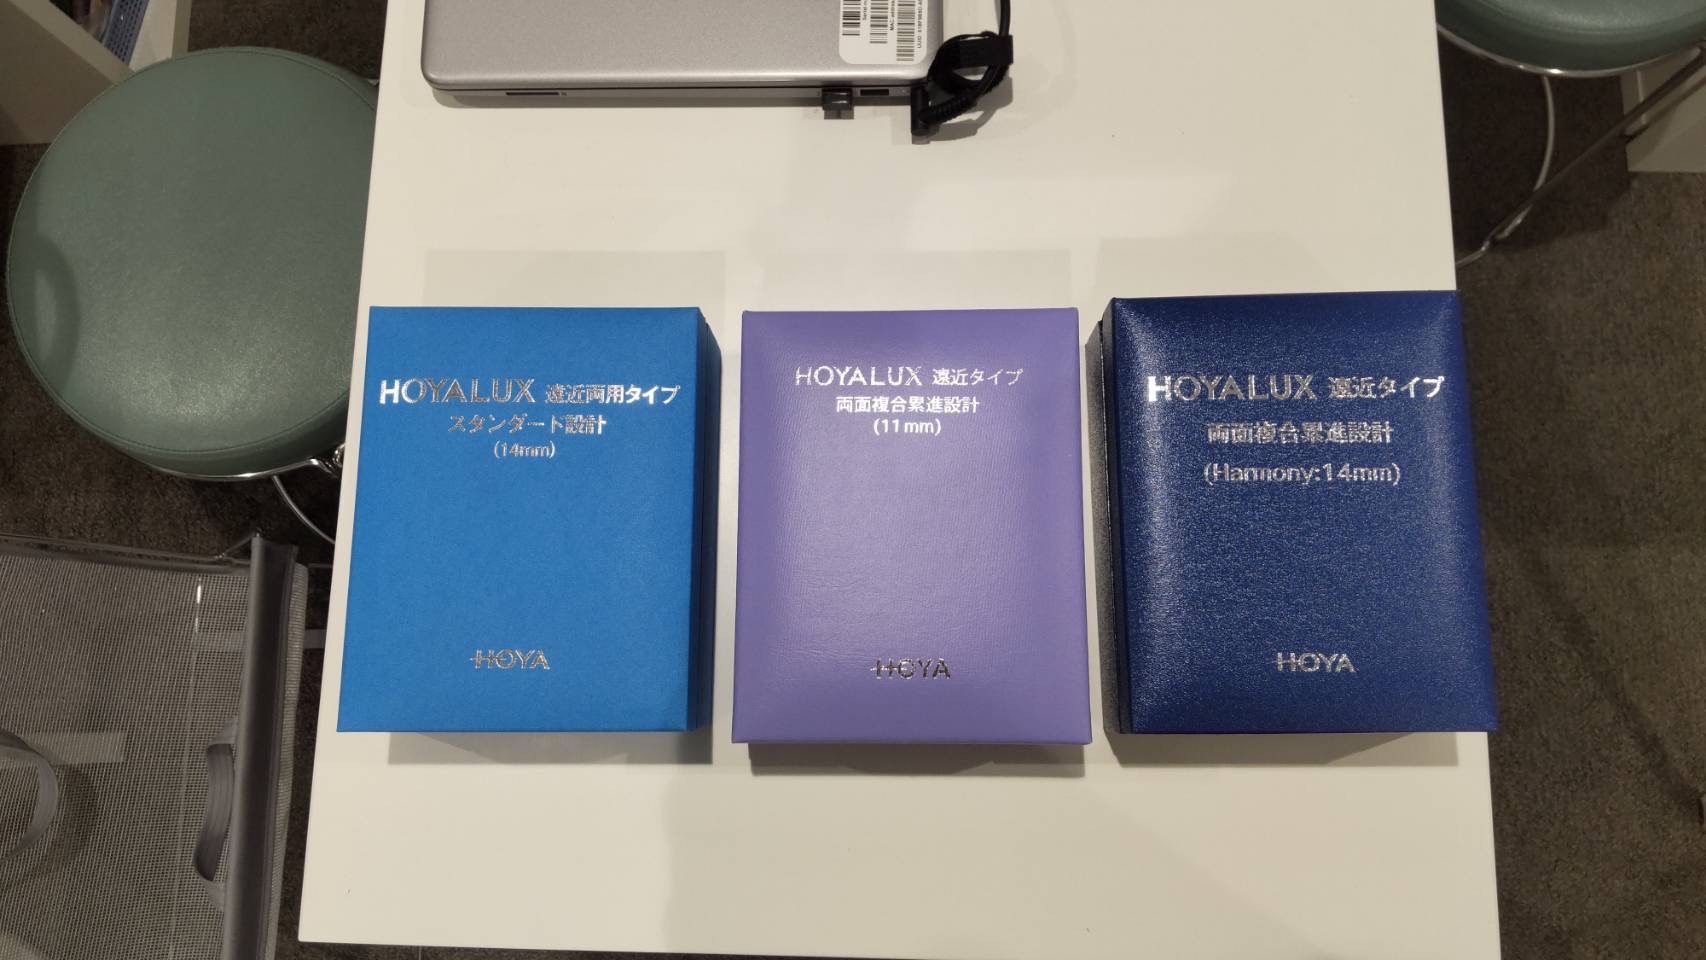 HOYALUX 遠近両用タイプ
スタンダード設計
(14mm)
HOYA
HOYALUX 遠近タイプ
両面複合累進設計
(11mm)
HOYA
HOYALUX 遠近タイプ
両面複合累進設計
(Harmony:14mm)
HOYA